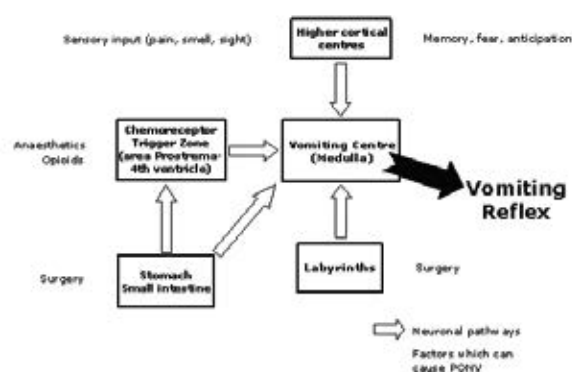 Sensory input (pain, smell, sight)
Higher cortical
centres
Memory, fear, anticipation
Anaesthetics
Opioids
Chemoreceptor
Trigger Zone
(area Prostrema-
4th ventricle)
Vomiting Centre
(Medulla)
Vomiting
Reflex
Surgery
Stomach
Small Intestine
Labyrinths
Surgery
Neuronal pathways
Factors which can
cause PONV